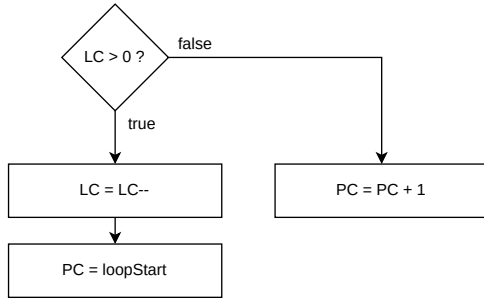 LC > 0 ?
false
true
LC = LC--
PC = PC + 1
PC = loopStart